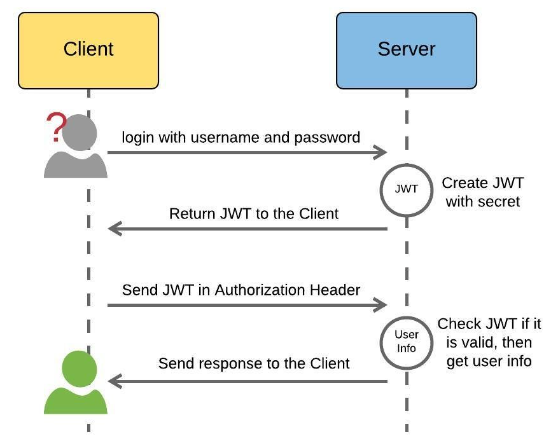 Client
Server
?
login with username and password
JWT
Create JWT
with secret
Return JWT to the Client
Send JWT in Authorization Header
User
Info
Check JWT if it
is valid, then
get user info
Send response to the Client